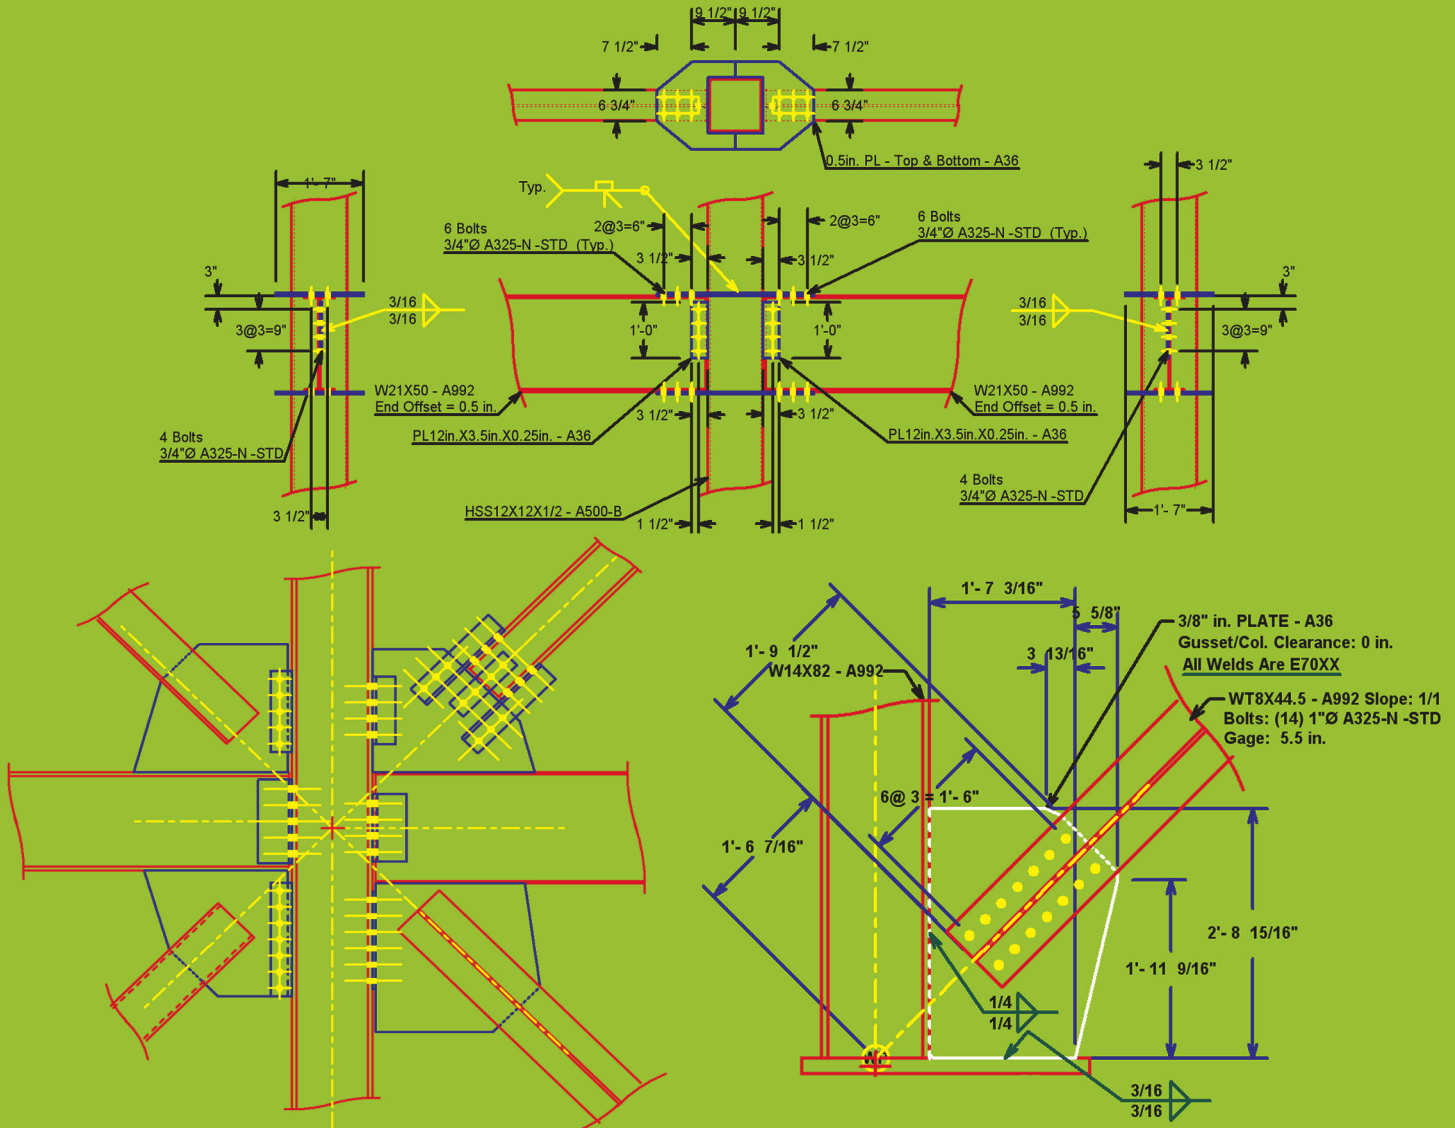 9 1/2"
9 1/2"
7 1/2"
7 1/2"
6 3/4"
6 3/4"
0.5in. PL - Top & Bottom - A36
1'- 7"
3 1/2"
Typ.
2@3=6"
2@3=6"
6 Bolts
3/4"Ø A325-N -STD (Typ.)
6 Bolts
3/4"Ø A325-N -STD (Typ.)
3 1/2"
3 1/2"
3"
3"
3/16
3/16
3/16
3/16
3@3=9"
1'-0"
1'-0"
3@3=9"
W21X50 - A992
End Offset = 0.5 in.
W21X50 - A992
End Offset = 0.5 in.
3 1/2"
3 1/2"
PL12in.X3.5in.X0.25in. - A36
PL12in.X3.5in.X0.25in. - A36
4 Bolts
3/4"Ø A325-N -STD
4 Bolts
3/4"Ø A325-N -STD
3 1/2"
HSS12X12X1/2 - A500-B
1 1/2"
1 1/2"
1'- 7"
1'- 7 3/16"
5 5/8"
3/8" in. PLATE - A36
Gusset/Col. Clearance: 0 in.
All Welds Are E70XX
1'- 9 1/2"
3 13/16"
W14X82 - A992
WT8X44.5 - A992 Slope: 1/1
Bolts: (14) 1"Ø A325-N -STD
Gage: 5.5 in.
6@ 3 = 1'- 6"
1'- 6 7/16"
2'- 8 15/16"
1'- 11 9/16"
1/4
1/4
3/16
3/16